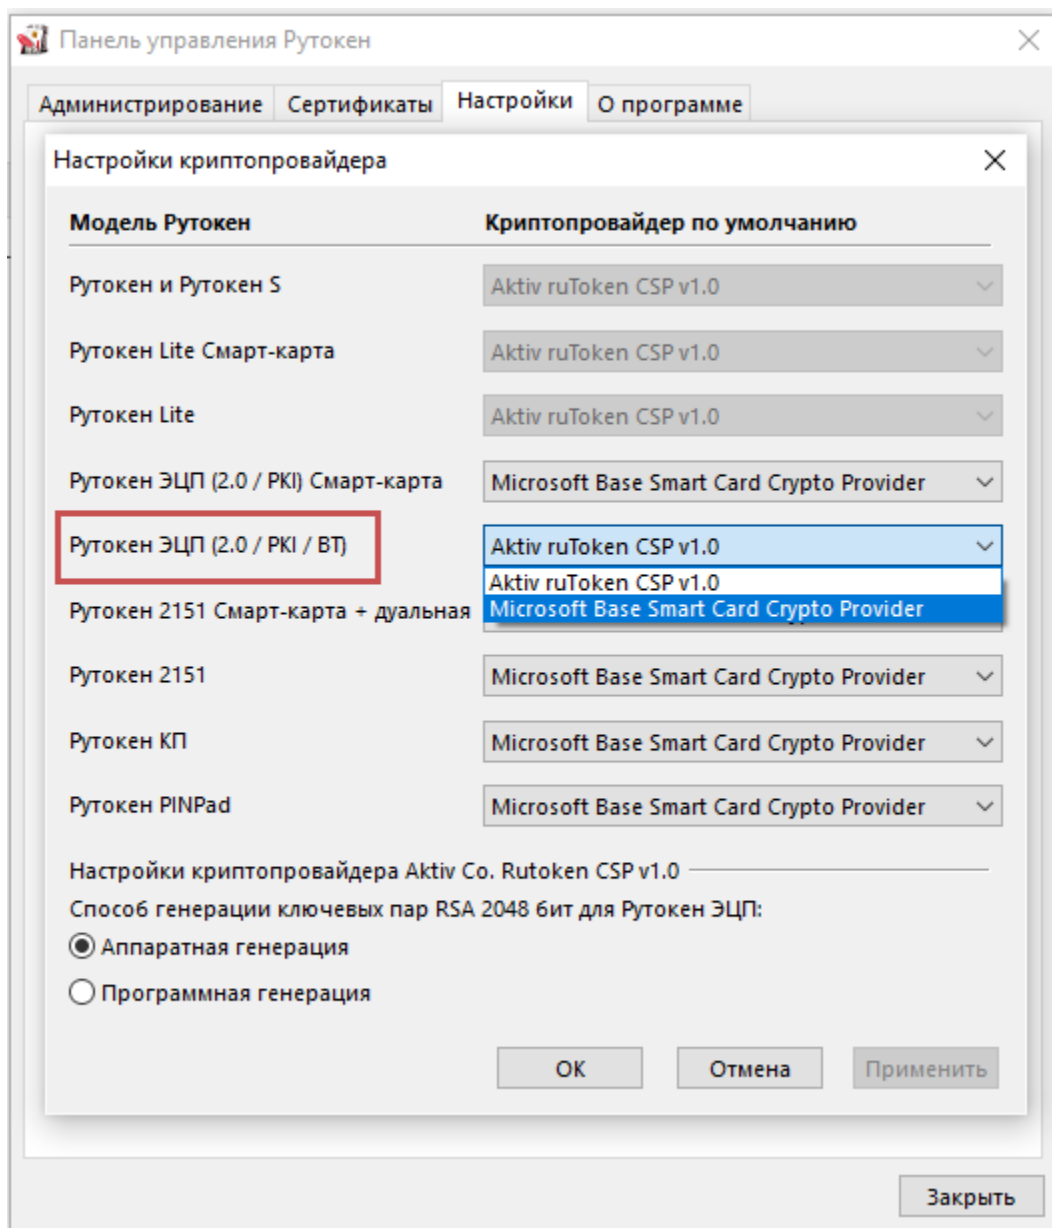 Панель управления Рутокен
Администрирование Сертификаты Настройки О программе
Настройки криптопровайдера
Модель Рутокен Криптопровайдер по умолчанию
Рутокен и Рутокен S Aktiv ruToken CSP v1.0
Рутокен Lite Смарт-карта Aktiv ruToken CSP v1.0
Рутокен Lite Aktiv ruToken CSP v1.0
Рутокен ЭЦП (2.0 / PKI) Смарт-карта Microsoft Base Smart Card Crypto Provider
Рутокен ЭЦП (2.0 / PKI / BT) Aktiv ruToken CSP v1.0
Aktiv ruToken CSP v1.0
Рутокен 2151 Смарт-карта + дуальная Microsoft Base Smart Card Crypto Provider
Рутокен 2151 Microsoft Base Smart Card Crypto Provider
Рутокен КП Microsoft Base Smart Card Crypto Provider
Рутокен PINPad Microsoft Base Smart Card Crypto Provider
Настройки криптопровайдера Aktiv Co. Rutoken CSP v1.0
Способ генерации ключевых пар RSA 2048 бит для Рутокен ЭЦП:
Аппаратная генерация
Программная генерация
ОК Отмена Применить
Закрыть